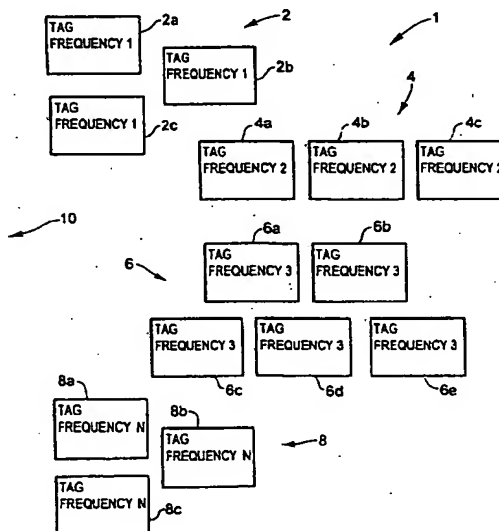 2a
2
1
TAG
FREQUENCY 1
TAG
FREQUENCY 1
2b
4
TAG
FREQUENCY 1
2c
4a
4b
4c
TAG
FREQUENCY 2
TAG
FREQUENCY 2
TAG
FREQUENCY 2
10
6a
6b
6
TAG
FREQUENCY 3
TAG
FREQUENCY 3
TAG
FREQUENCY 3
TAG
FREQUENCY 3
TAG
FREQUENCY 3
6c
6d
6e
8a
8b
TAG
FREQUENCY N
TAG
FREQUENCY N
8
TAG
FREQUENCY N
8c